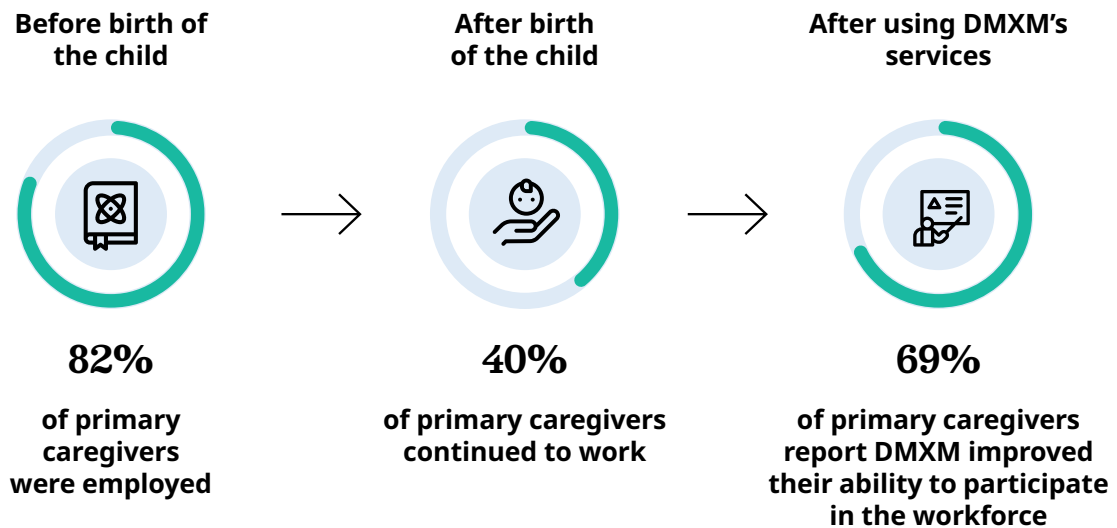 Before birth of
the child
After birth
of the child
After using DMXM’s
services
82%
40%
69%
of primary
caregivers
were employed
of primary caregivers
continued to work
of primary caregivers
report DMXM improved
their ability to participate
in the workforce